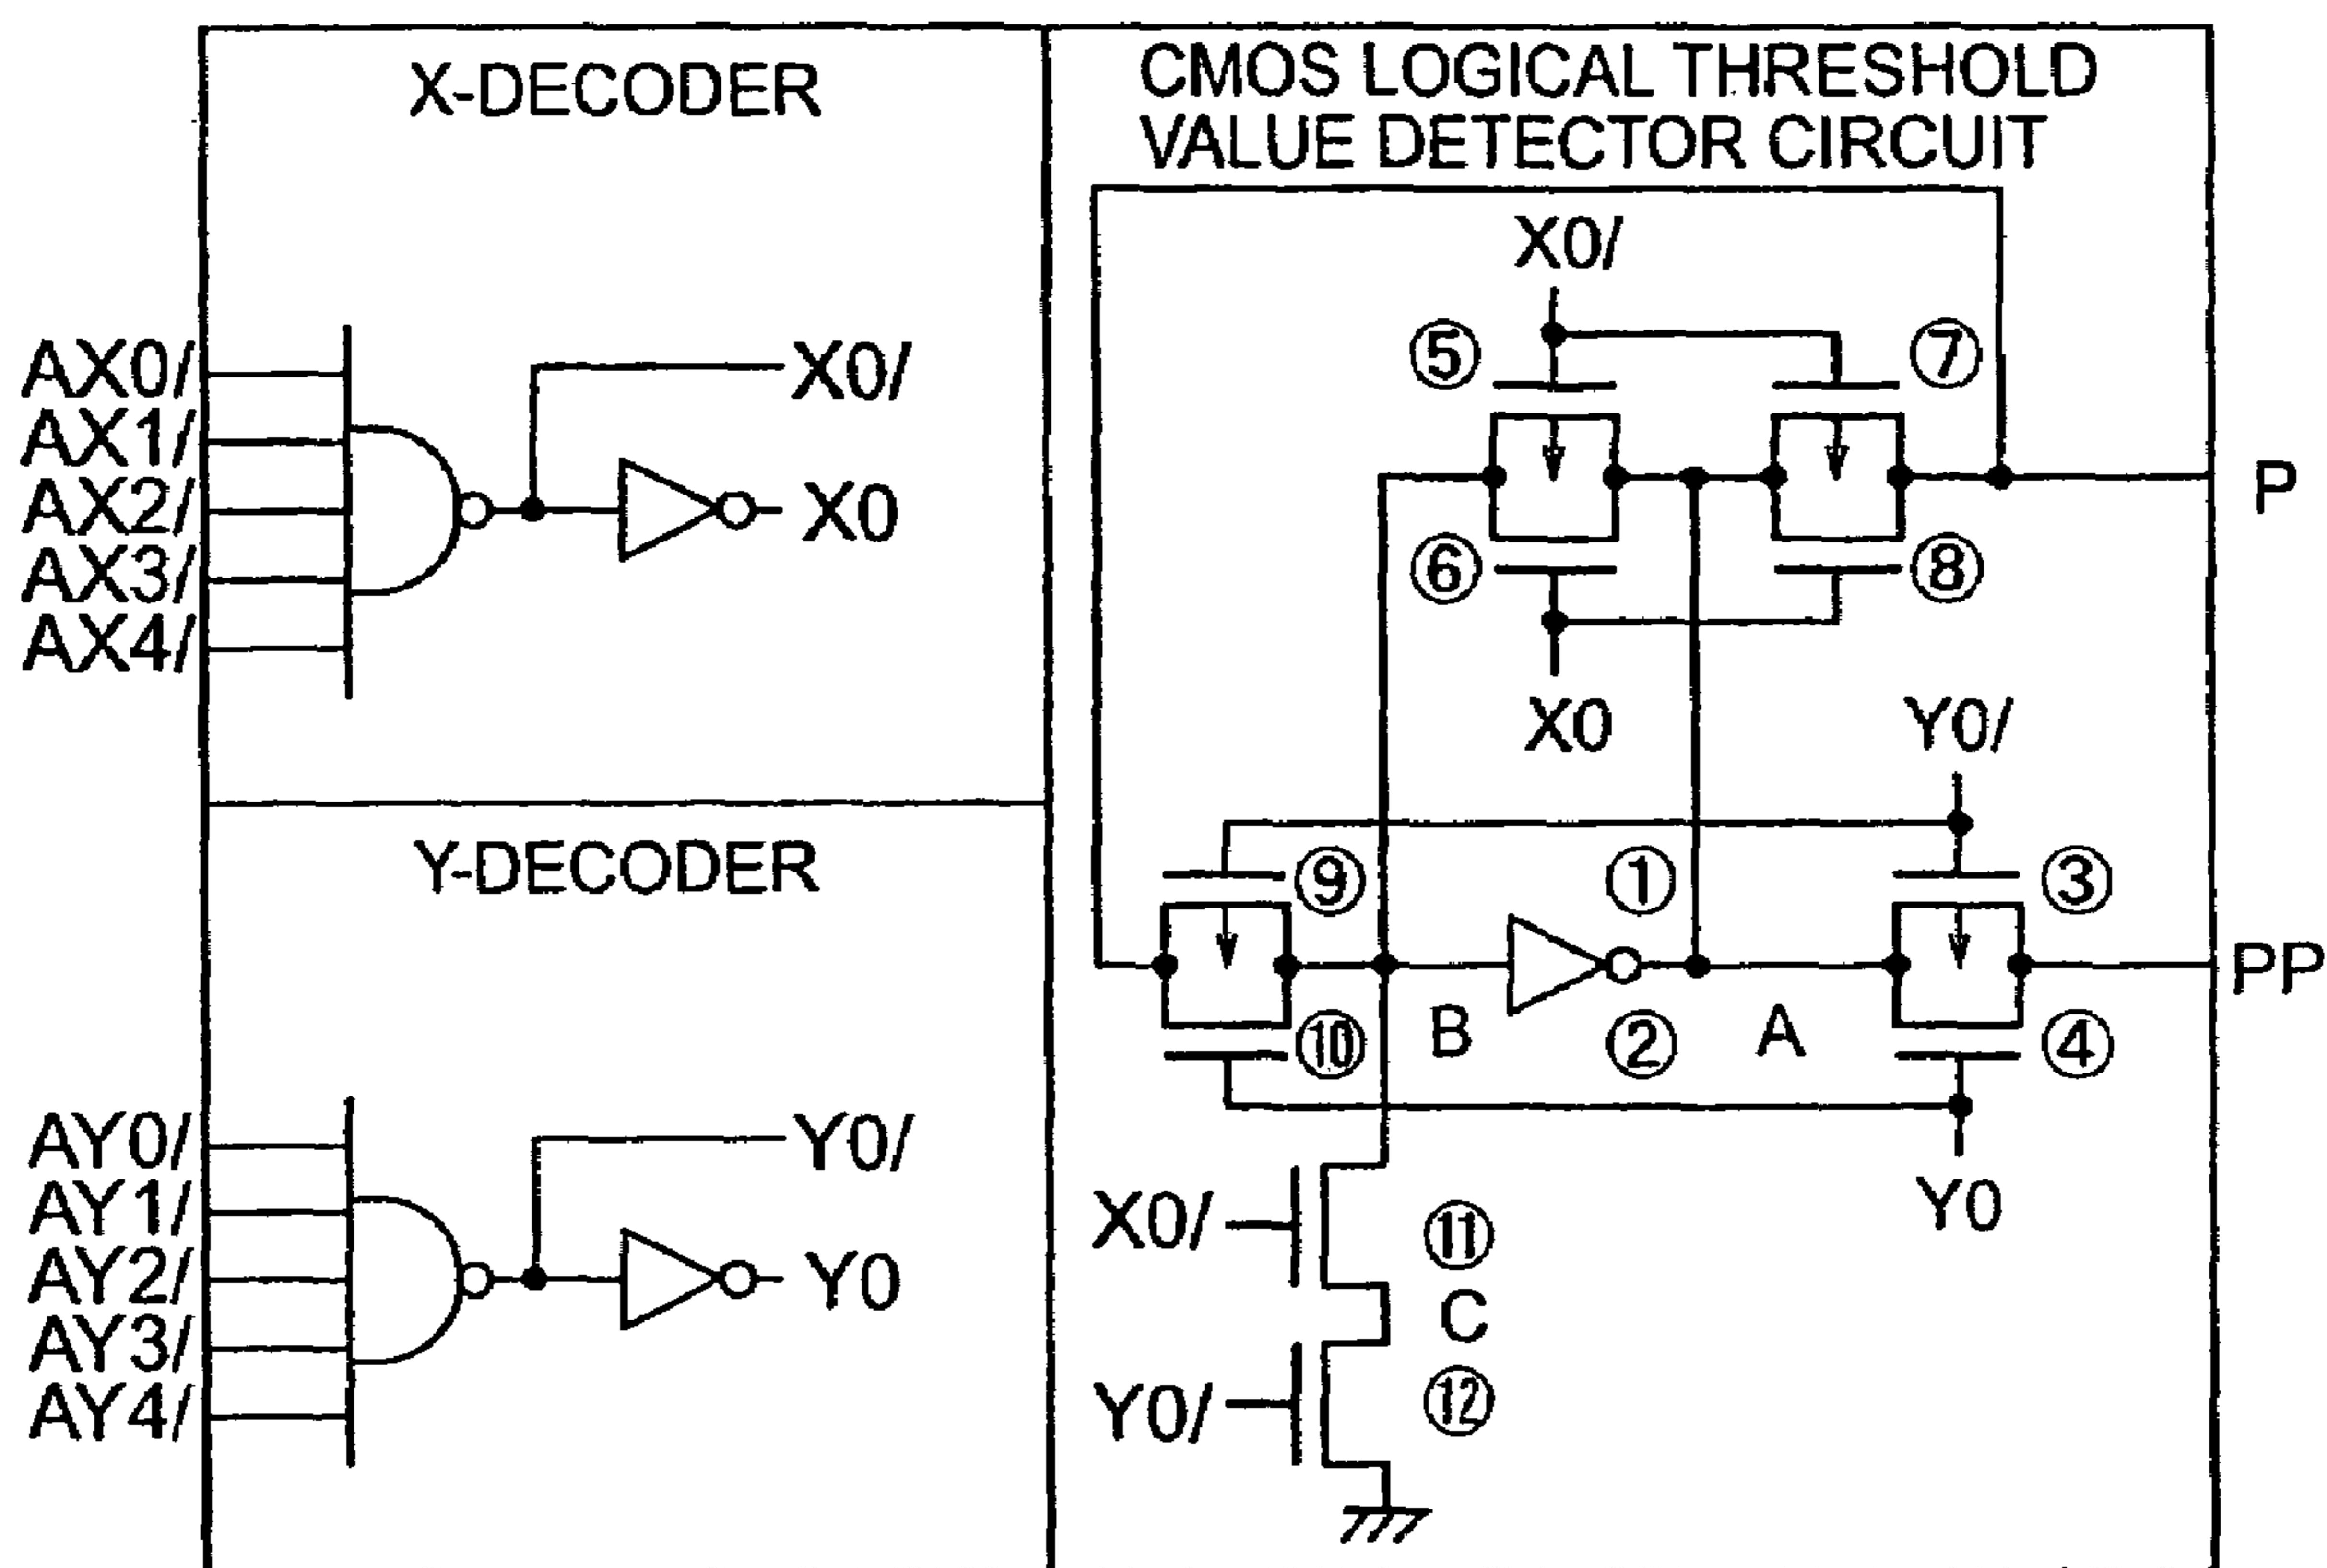 X-DECODER
CMOS LOGICAL THRESHOLD
VALUE DETECTOR CIRCUIT
X0/
AX0/
AX1/
AX2/
AX3/
AX4/
X0/
X0
⑤
⑦
P
⑥
⑧
X0
Y0/
Y-DECODER
⑨
①
③
PP
⑩
B
②
A
④
AY0/
AY1/
AY2/
AY3/
AY4/
Y0/
Y0
Y0
X0/
⑪
C
Y0/
⑫